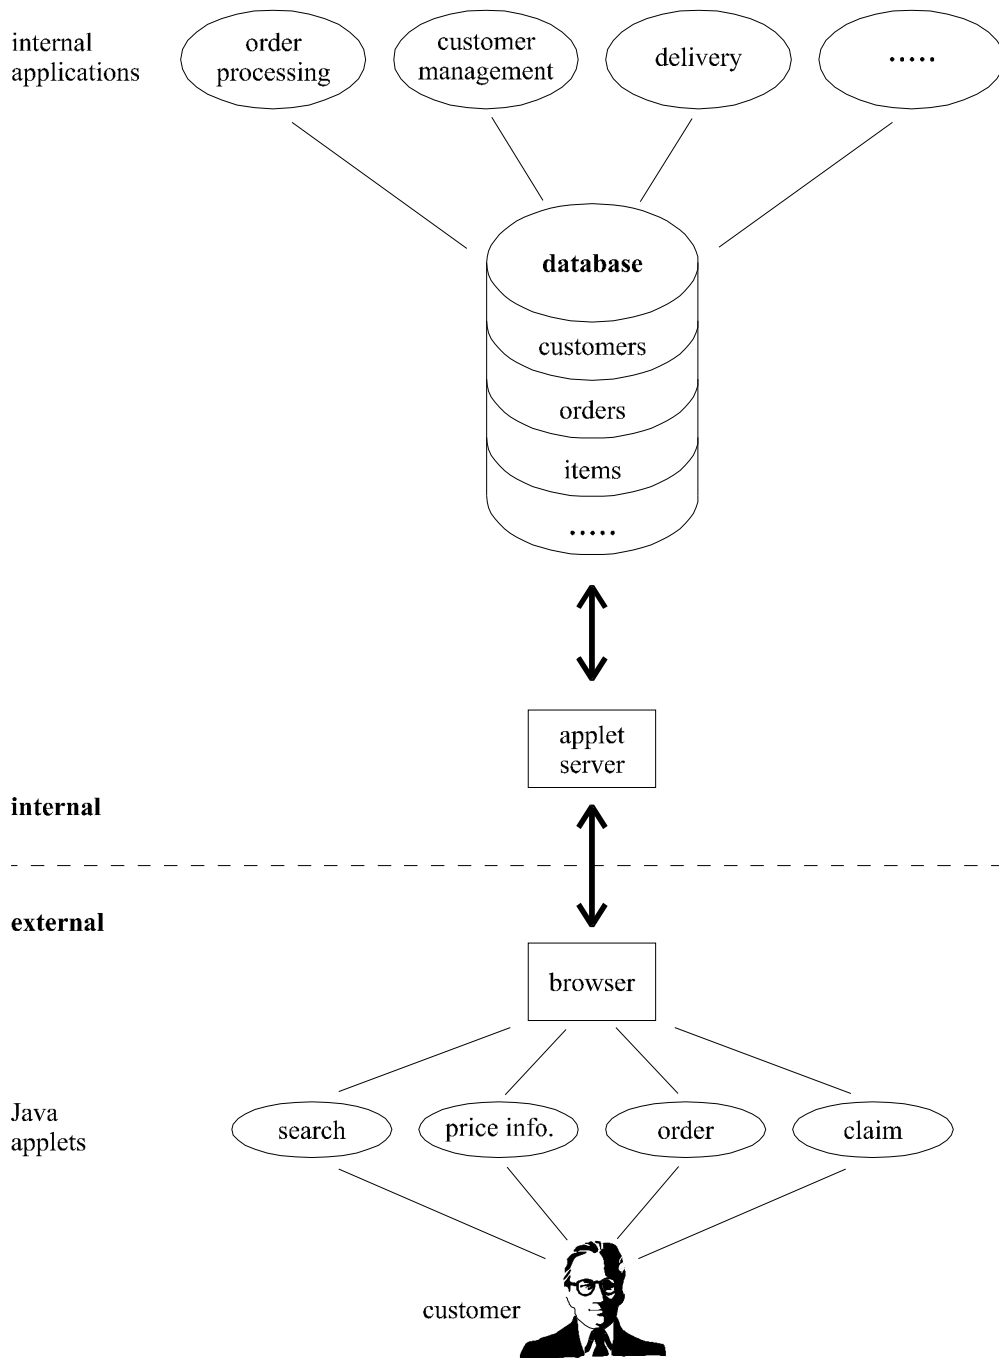 internal
applications
order
processing
customer
management
delivery
.....
database
customers
orders
items
.....
applet
server
internal
external
browser
Java
applets
search
price info.
order
claim
customer